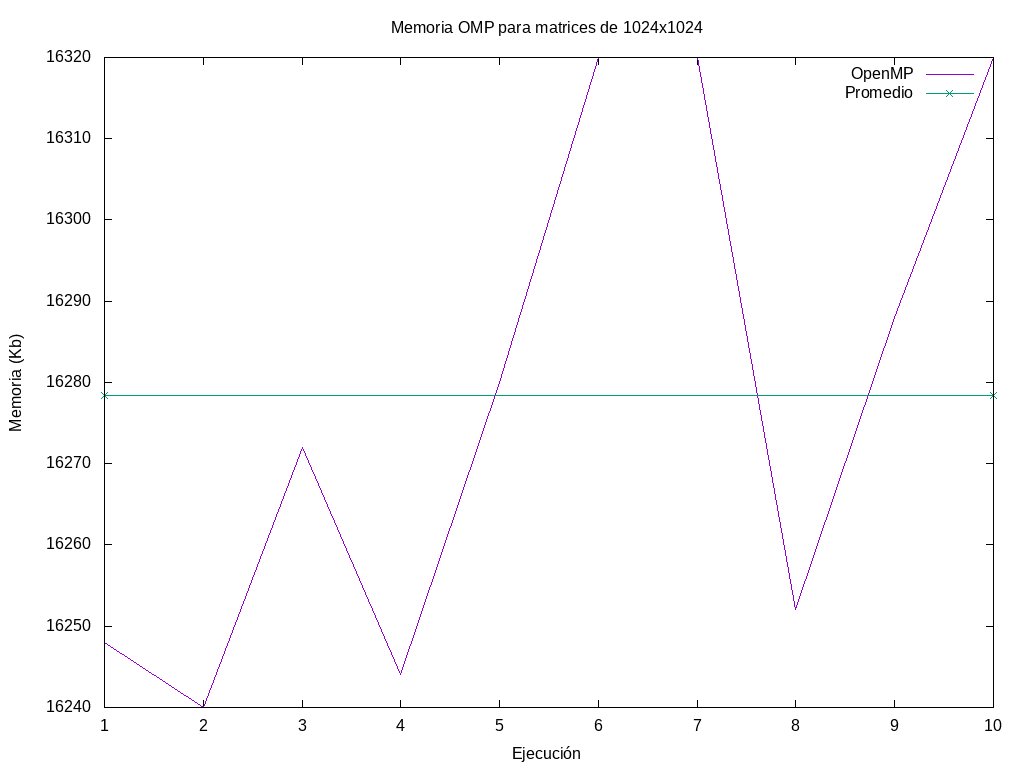 Memoria OMP para matrices de 1024x1024
16320
16310
16300
16290
16280
16270
16260
16250
16240
Memoria (Kb)
OpenMP
Promedio
1 2 3 4 5 6 7 8 9 10
Ejecución